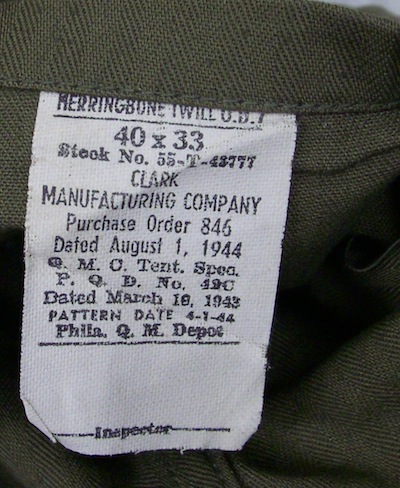 HERRINGBONE TWILL O.D.7
40 x 33
Stock No. 55-T-43777
CLARK
MANUFACTURING COMPANY
Purchase Order 846
Dated August 1, 1944
Q. M. C. Tent. Spec.
P. Q. D. No. 42C
Dated March 18, 1943
PATTERN DATE 4-1-44
Phila. Q. M. Depot
Inspector